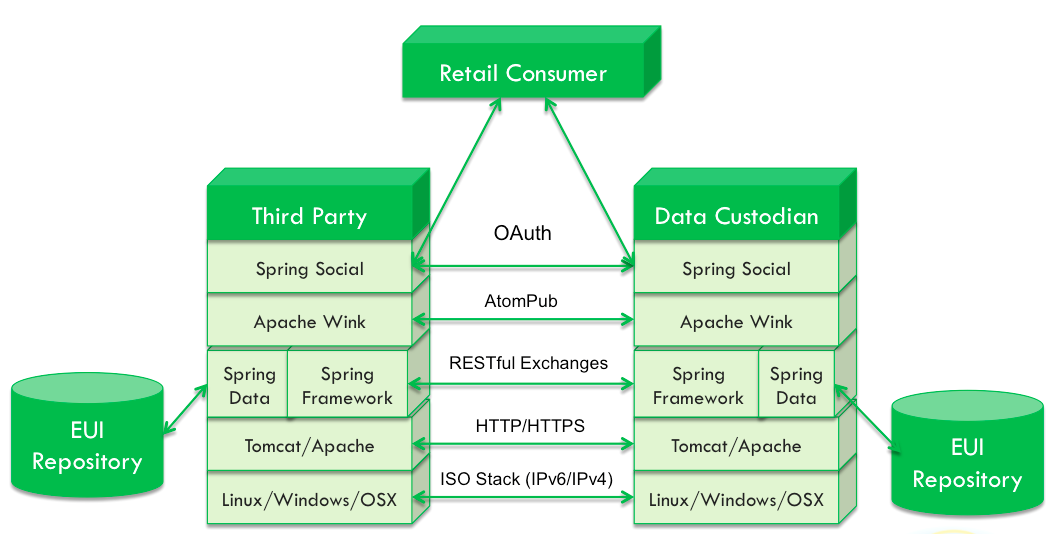 Retail Consumer
Third Party
Data Custodian
OAuth
Spring Social
Spring Social
AtomPub
Apache Wink
Apache Wink
RESTful Exchanges
Spring
Data
Spring
Framework
Spring
Framework
Spring
Data
EUI
Repository
HTTP/HTTPS
Tomcat/Apache
Tomcat/Apache
EUI
Repository
ISO Stack (IPv6/IPv4)
Linux/Windows/OSX
Linux/Windows/OSX